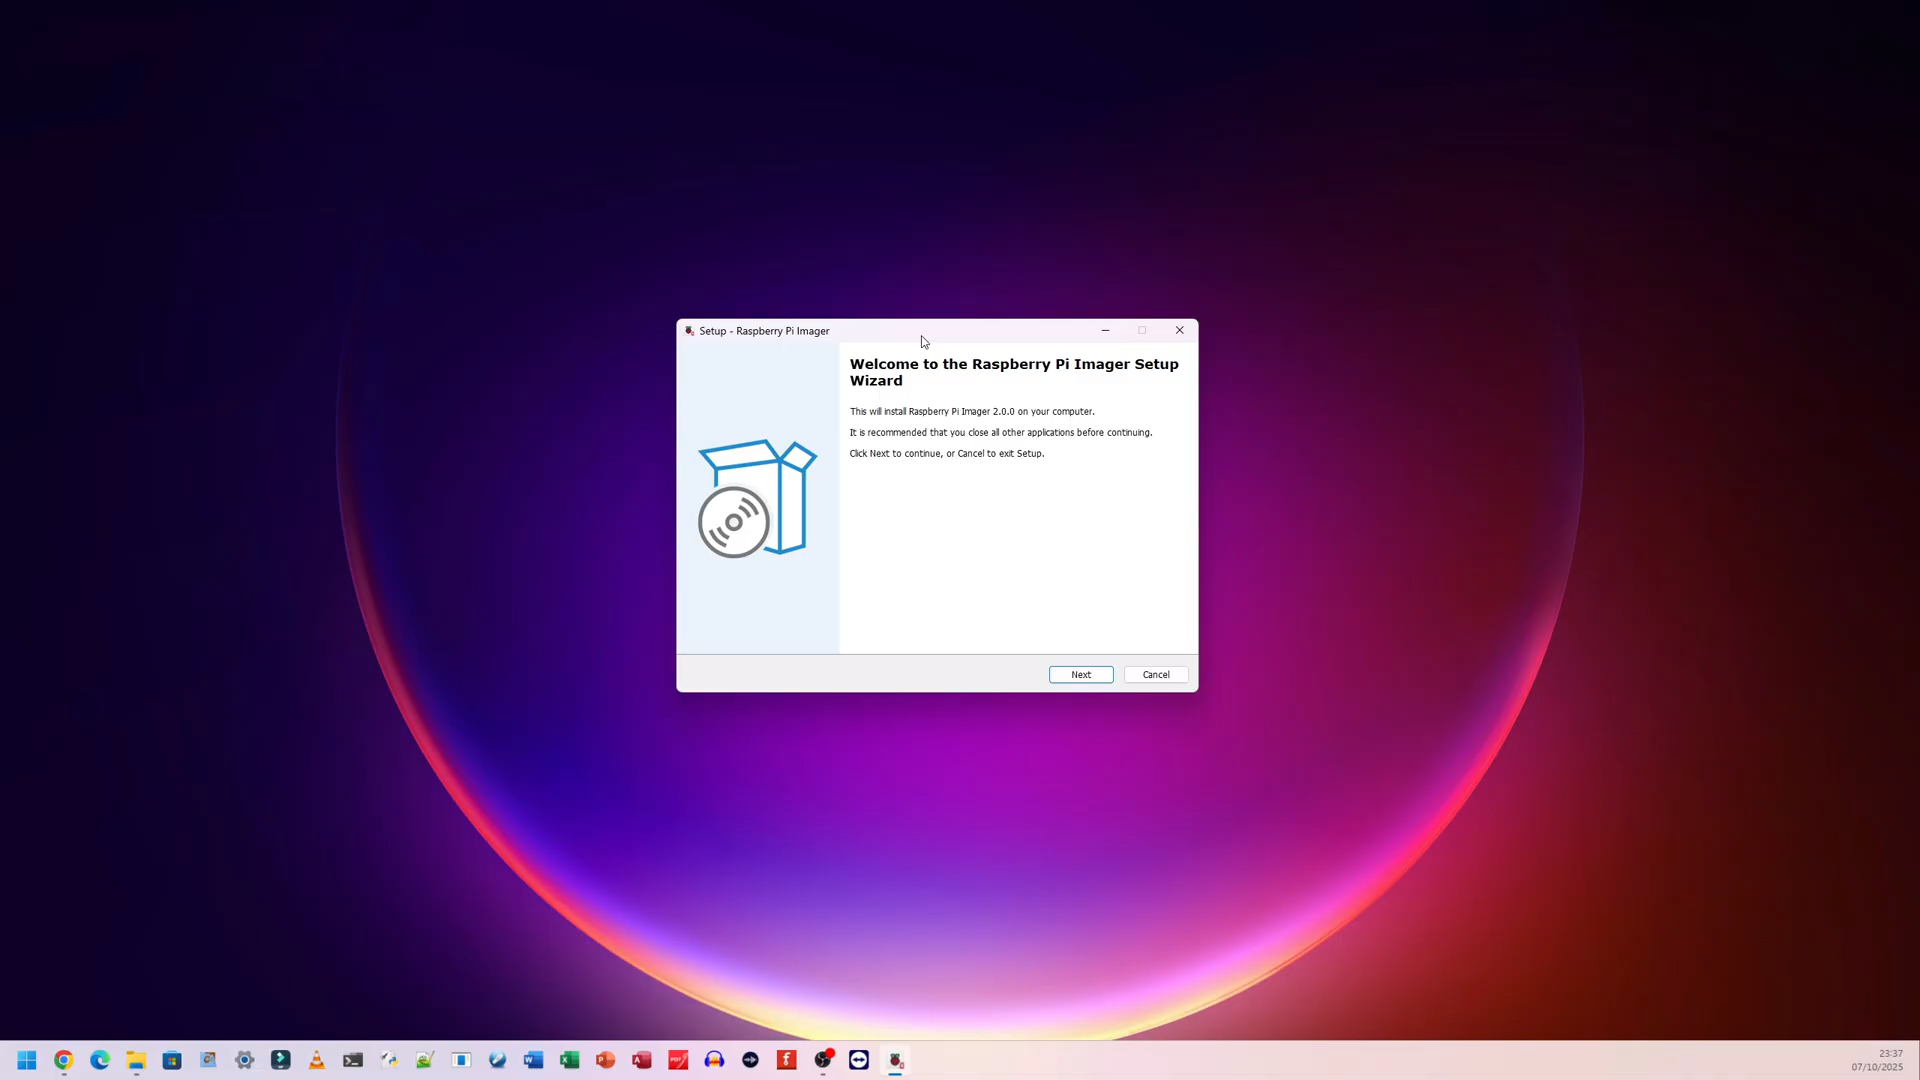 Setup - Raspberry Pi Imager
Welcome to the Raspberry Pi Imager Setup
Wizard
This will install Raspberry Pi Imager 2.0.0 on your computer.
It is recommended that you close all other applications before continuing.
Click Next to continue, or Cancel to exit Setup.
Next
Cancel
23:37
07/10/2025